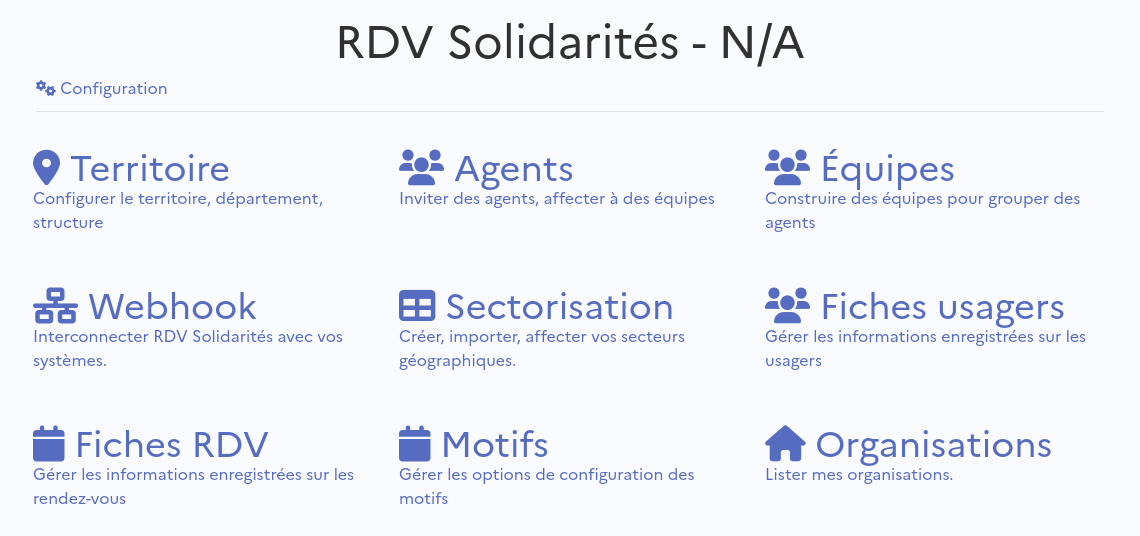 RDV Solidarités - N/A
Configuration
Territoire
Configurer le territoire, département,
structure
Agents
Inviter des agents, affecter à des équipes
Équipes
Construire des équipes pour grouper des
agents
Webhook
Interconnecter RDV Solidarités avec vos
systèmes.
Sectorisation
Créer, importer, affecter vos secteurs
géographiques.
Fiches usagers
Gérer les informations enregistrées sur les
usagers
Fiches RDV
Gérer les informations enregistrées sur les
rendez-vous
Motifs
Gérer les options de configuration des
motifs
Organisations
Lister mes organisations.